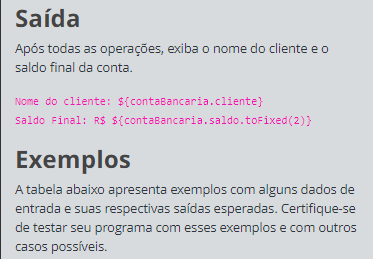 Saída
Após todas as operações, exiba o nome do cliente e o
saldo final da conta.
Nome do cliente: ${contaBancaria.cliente}
Saldo Final: R$ ${contaBancaria.saldo.toFixed(2)}
Exemplos
A tabela abaixo apresenta exemplos com alguns dados de
entrada e suas respectivas saídas esperadas. Certifique-se
de testar seu programa com esses exemplos e com outros
casos possíveis.